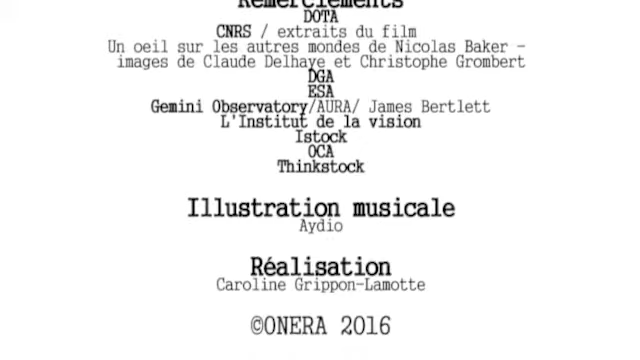 Remerciements
DOTA
CNRS / extraits du film
Un oeil sur les autres mondes de Nicolas Baker -
images de Claude Delhaye et Christophe Grombert
DGA
ESA
Gemini Observatory/AURA/ James Bertlett
L'Institut de la vision
Istock
OCA
Thinkstock
Illustration musicale
Aydio
Réalisation
Caroline Grippon-Lamotte
©ONERA 2016